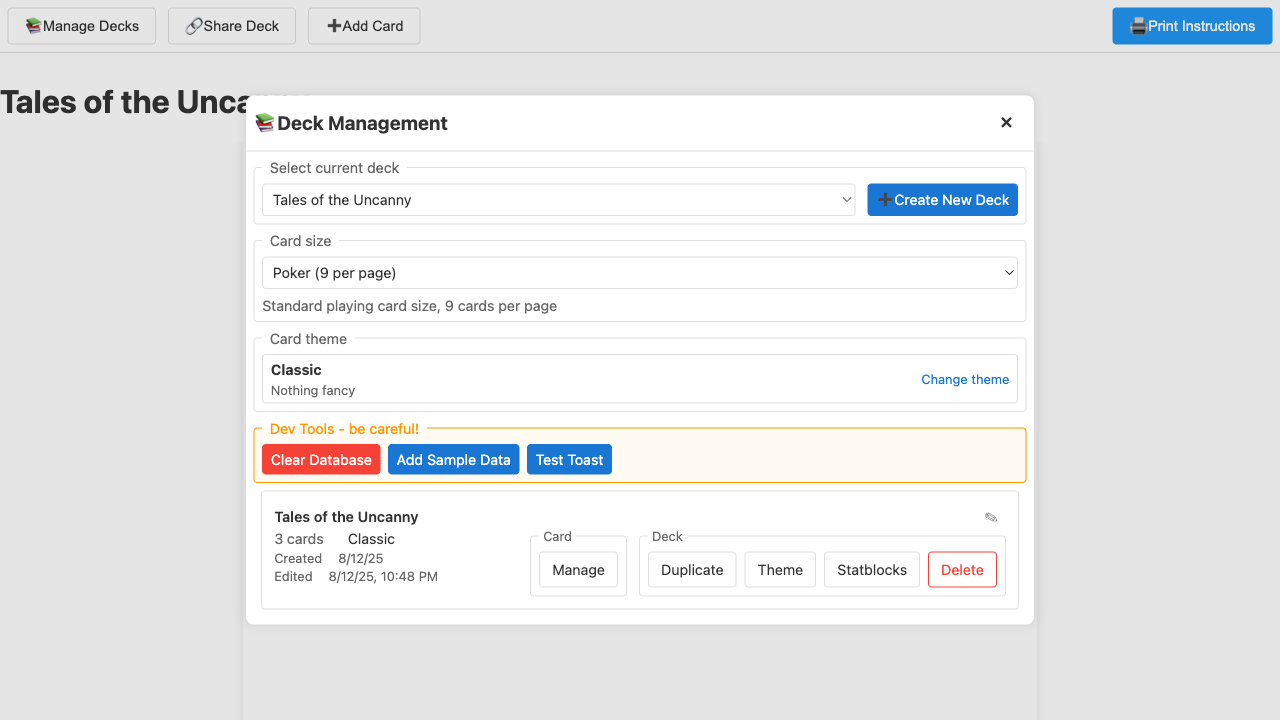 Manage Decks
Share Deck
Add Card
Print Instructions
Tales of the Unca
Deck Management
Select current deck
Tales of the Uncanny
Create New Deck
Card size
Poker (9 per page)
Standard playing card size, 9 cards per page
Card theme
Classic
Nothing fancy
Change theme
Dev Tools - be careful!
Clear Database
Add Sample Data
Test Toast
Tales of the Uncanny
3 cards Classic
Created 8/12/25
Edited 8/12/25, 10:48 PM
Card
Manage
Deck
Duplicate
Theme
Statblocks
Delete